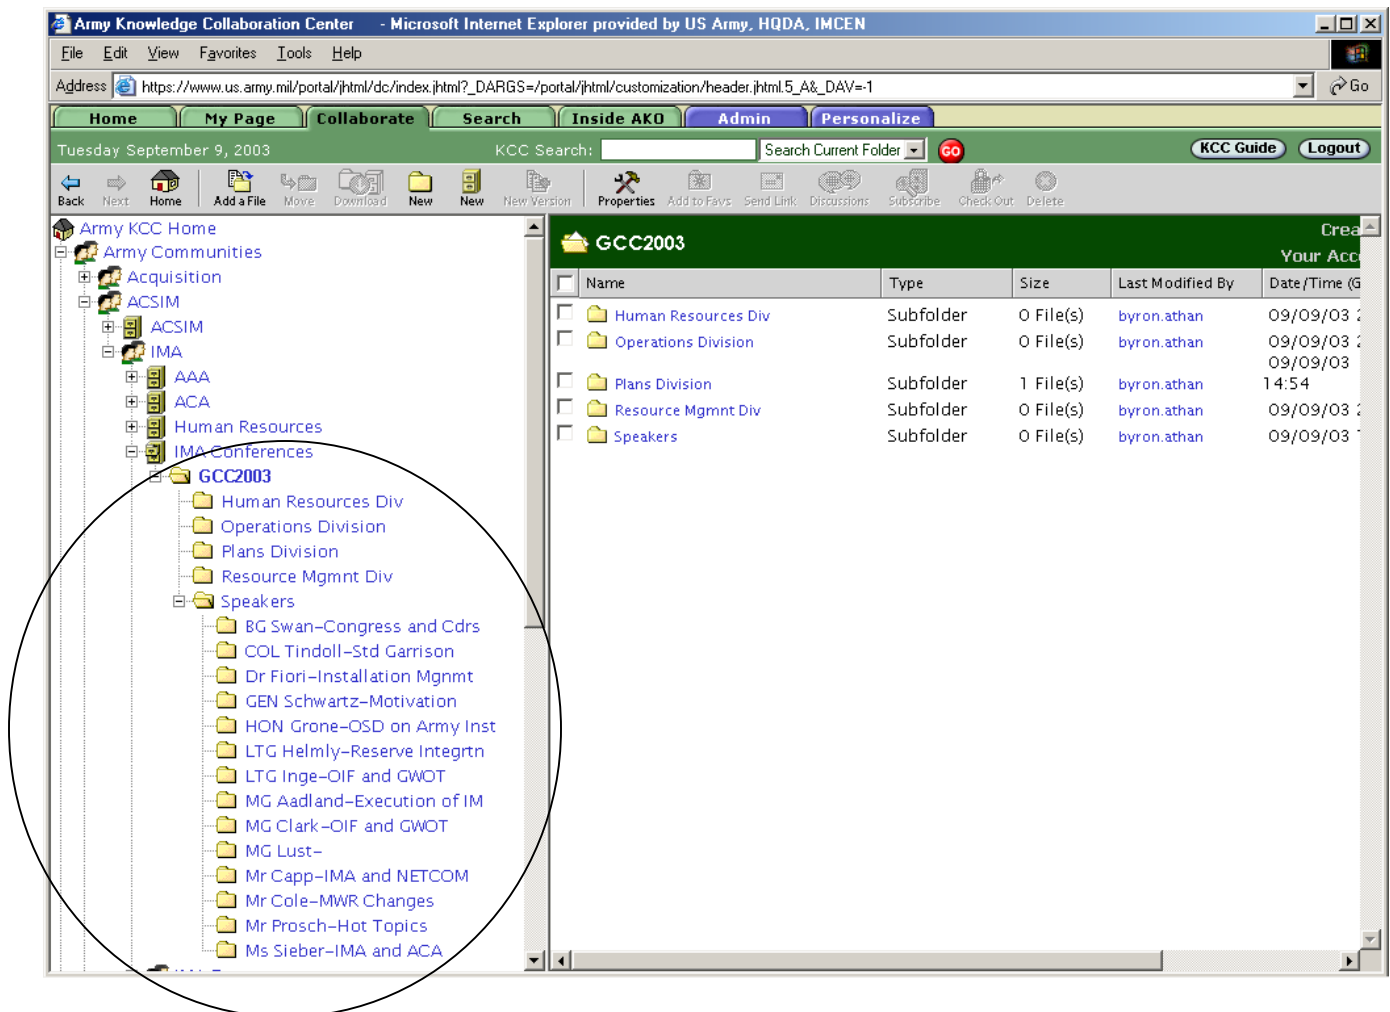 Army Knowledge Collaboration Center - Microsoft Internet Explorer provided by US Army, HQDA, IMCEN
File Edit View Favorites Tools Help
Address https://www.us.army.mil/portal/jhtml/dc/index.jhtml?_DARGS=/portal/jhtml/customization/header.jhtml.5_A&_DAV=-1 Go
Home My Page Collaborate Search Inside AKO Admin Personalize
Tuesday September 9, 2003 KCC Search: Search Current Folder GO KCC Guide Logout
Back Next Home Add a File Move Download New New New Version Properties Add to Favs Send Link Discussions Subscribe Check Out Delete
Army KCC Home
Army Communities
Acquisition
ACSIM
ACSIM
IMA
AAA
ACA
Human Resources
IMA Conferences
GCC2003
Human Resources Div
Operations Division
Plans Division
Resource Mgmnt Div
Speakers
BG Swan-Congress and Cdrs
COL Tindoll-Std Garrison
Dr Fiori-Installation Mgnmt
GEN Schwartz-Motivation
HON Grone-OSD on Army Inst
LTG Helmly-Reserve Integrtn
LTG Inge-OIF and GWOT
MG Aadland-Execution of IM
MG Clark-OIF and GWOT
MG Lust-
Mr Capp-IMA and NETCOM
Mr Cole-MWR Changes
Mr Prosch-Hot Topics
Ms Sieber-IMA and ACA
GCC2003
Crea
Your Acc
Name Type Size Last Modified By Date/Time (G
Human Resources Div Subfolder 0 File(s) byron.athan 09/09/03 2
Operations Division Subfolder 0 File(s) byron.athan 09/09/03 2
09/09/03
Plans Division Subfolder 1 File(s) byron.athan 14:54
Resource Mgmnt Div Subfolder 0 File(s) byron.athan 09/09/03 2
Speakers Subfolder 0 File(s) byron.athan 09/09/03 1